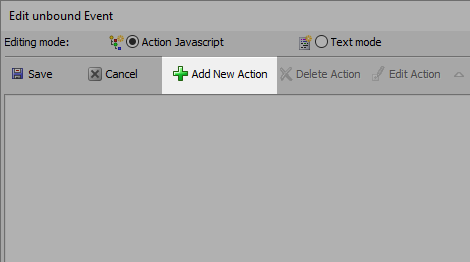 Edit unbound Event
Editing mode: Action Javascript Text mode
Save Cancel Add New Action Delete Action Edit Action